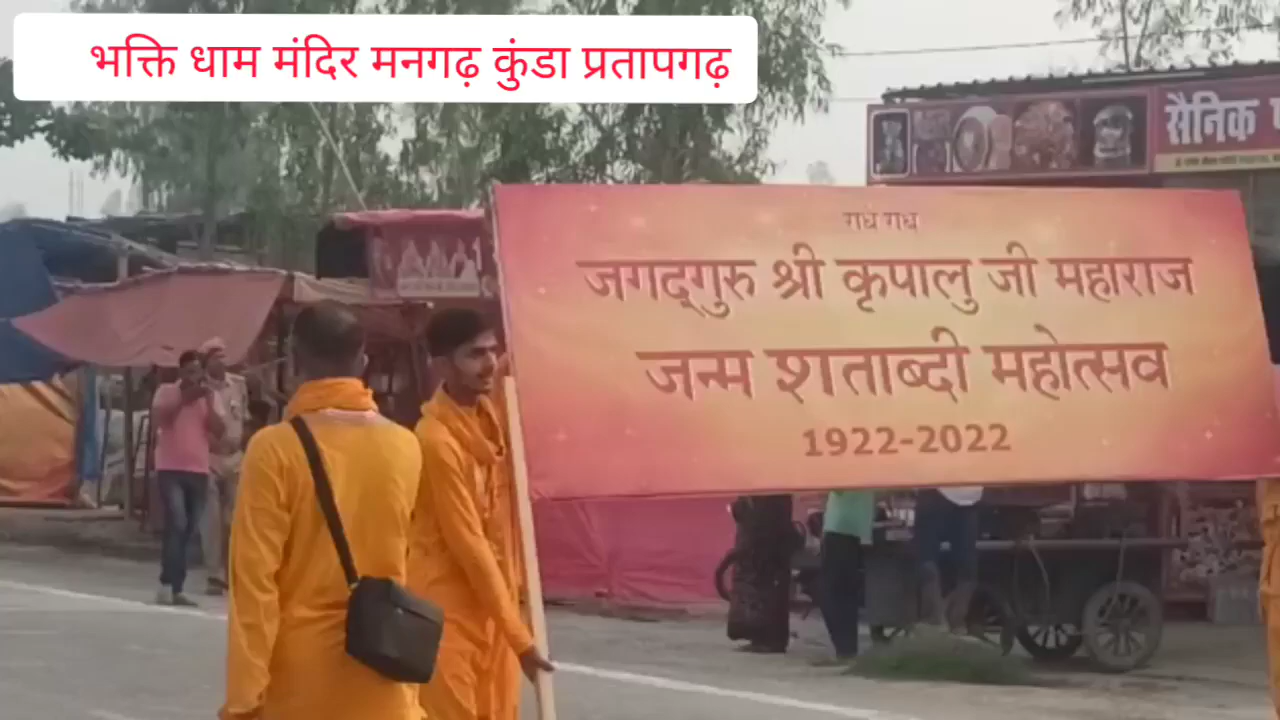 भक्ति धाम मंदिर मनगढ़ कुंडा प्रतापगढ़
सैनिक
राधे राधे
जगद्गुरु श्री कृपालु जी महाराज
जन्म शताब्दी महोत्सव
1922-2022